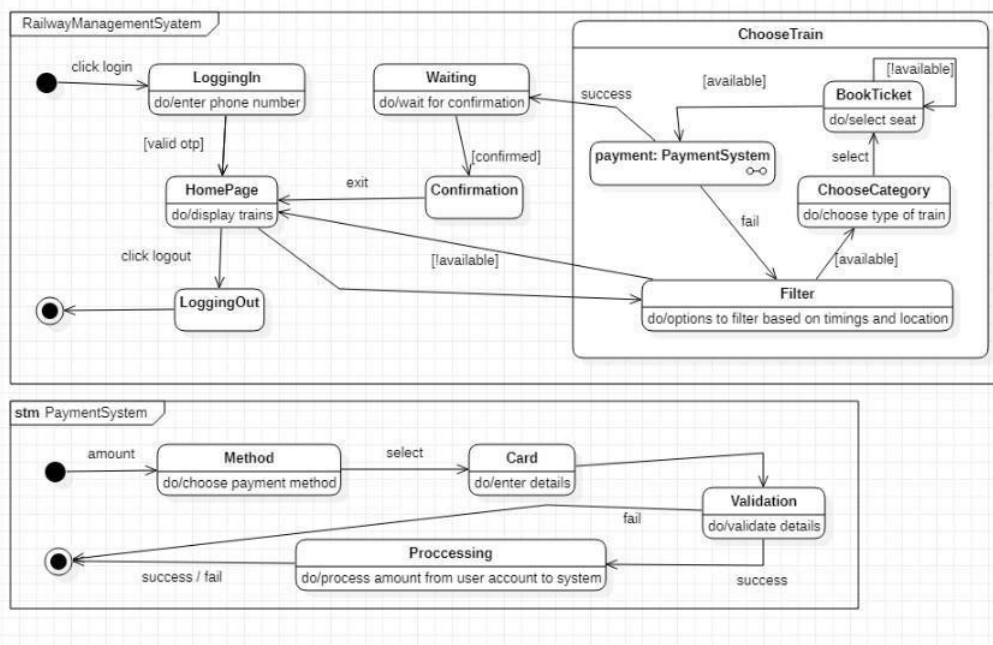 RailwayManagementSyatem
ChooseTrain
click login
LoggingIn
do/enter phone number
Waiting
do/wait for confirmation
success
[available]
[!available]
BookTicket
do/select seat
[valid otp]
[confirmed]
payment: PaymentSystem
select
HomePage
do/display trains
exit
Confirmation
ChooseCategory
do/choose type of train
fail
click logout
[!available]
[available]
LoggingOut
Filter
do/options to filter based on timings and location
stm PaymentSystem
amount
Method
do/choose payment method
select
Card
do/enter details
Validation
do/validate details
fail
Proccessing
do/process amount from user account to system
success / fail
success